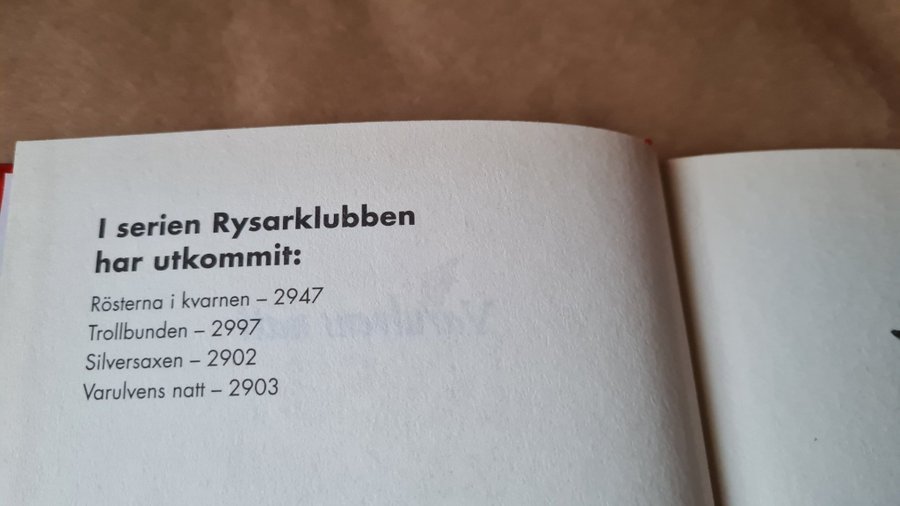 I serien Rysarklubben
har utkommit:
Rösterna i kvarnen – 2947
Trollbunden – 2997
Silversaxen – 2902
Varulvens natt – 2903